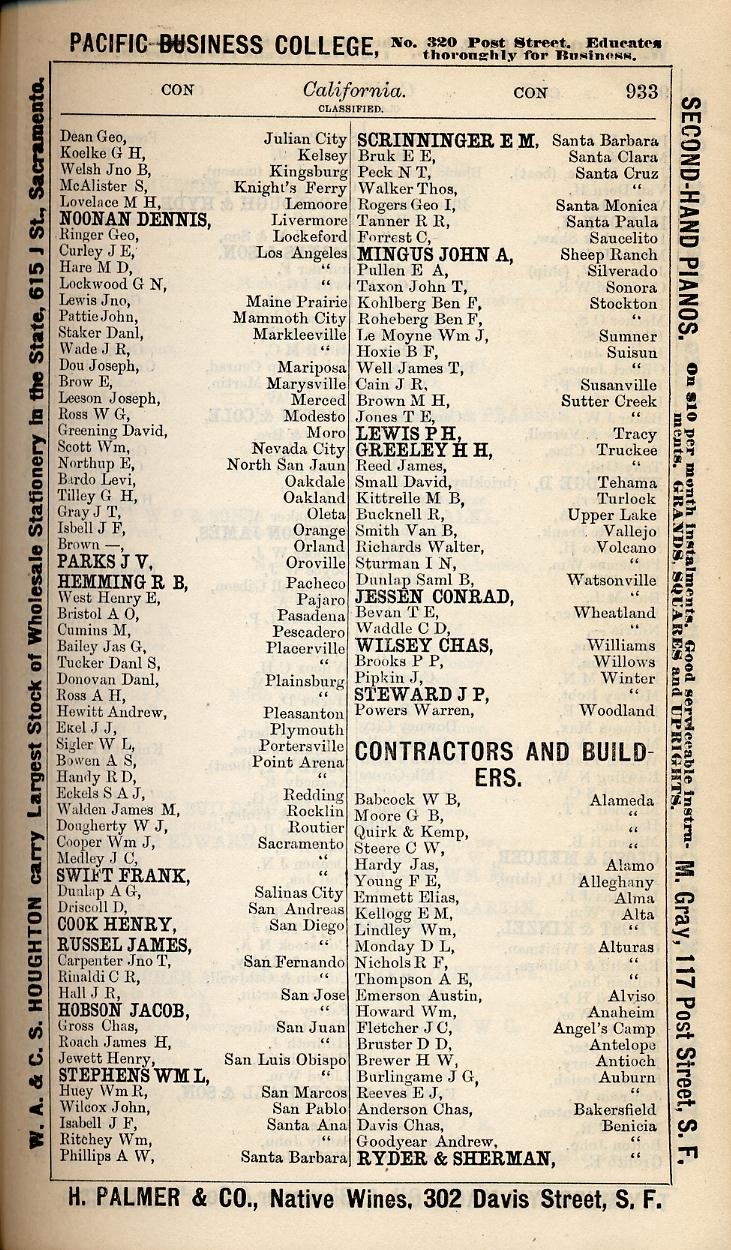 PACIFIC BUSINESS COLLEGE, No. 320 Post Street. Educates
thoroughly for Business.
W. A. & C. S. HOUGHTON carry Largest Stock of Wholesale Stationery in the State, 615 J St., Sacramento.
CON California. CON 933
CLASSIFIED.
Dean Geo, Julian City
Koelke G H, Kelsey
Welsh Jno B, Kingsburg
McAlister S, Knight's Ferry
Lovelace M H, Lemoore
NOONAN DENNIS, Livermore
Ringer Geo, Lockeford
Curley J E, Los Angeles
Hare M D, “
Lockwood G N, “
Lewis Jno, Maine Prairie
Pattie John, Mammoth City
Staker Danl, Markleeville
Wade J R, “
Dou Joseph, Mariposa
Brow E, Marysville
Leeson Joseph, Merced
Ross W G, Modesto
Greening David, Moro
Scott Wm, Nevada City
Northup E, North San Jaun
Bardo Levi, Oakdale
Tilley G H, Oakland
Gray J T, Oleta
Isbell J F, Orange
Brown —, Orland
PARKS J V, Oroville
HEMMING R B, Pacheco
West Henry E, Pajaro
Bristol A O, Pasadena
Cumins M, Pescadero
Bailey Jas G, Placerville
Tucker Danl S, “
Donovan Danl, Plainsburg
Ross A H, “
Hewitt Andrew, Pleasanton
Ekel J J, Plymouth
Sigler W L, Portersville
Bowen A S, Point Arena
Handy R D, “
Eckels S A J, Redding
Walden James M, Rocklin
Dougherty W J, Routier
Cooper Wm J, Sacramento
Medley J C, “
SWIFT FRANK, “
Dunlap A G, Salinas City
Driscoll D, San Andreas
COOK HENRY, San Diego
RUSSEL JAMES, “
Carpenter Jno T, San Fernando
Rinaldi C R, “
Hall J R, San Jose
HOBSON JACOB, “
Gross Chas, San Juan
Roach James H, “
Jewett Henry, San Luis Obispo
STEPHENS WM L, “
Huey Wm R, San Marcos
Wilcox John, San Pablo
Isabell J F, Santa Ana
Ritchey Wm, “
Phillips A W, Santa Barbara
SCRINNINGER E M, Santa Barbara
Bruk E E, Santa Clara
Peck N T, Santa Cruz
Walker Thos, “
Rogers Geo I, Santa Monica
Tanner R R, Santa Paula
Forrest C, Saucelito
MINGUS JOHN A, Sheep Ranch
Pullen E A, Silverado
Taxon John T, Sonora
Kohlberg Ben F, Stockton
Roheberg Ben F, “
Le Moyne Wm J, Sumner
Hoxie B F, Suisun
Well James T, “
Cain J R, Susanville
Brown M H, Sutter Creek
Jones T E, “
LEWIS P H, Tracy
GREELEY H H, Truckee
Reed James, “
Small David, Tehama
Kittrelle M B, Turlock
Bucknell R, Upper Lake
Smith Van B, Vallejo
Richards Walter, Volcano
Sturman I N, “
Dunlap Saml B, Watsonville
JESSEN CONRAD, “
Bevan T E, Wheatland
Waddle C D, “
WILSEY CHAS, Williams
Brooks P P, Willows
Pipkin J, Winter
STEWARD J P, “
Powers Warren, Woodland
CONTRACTORS AND BUILD-
ERS.
Babcock W B, Alameda
Moore G B, “
Quirk & Kemp, “
Steere C W, “
Hardy Jas, Alamo
Young F E, Alleghany
Emmett Elias, Alma
Kellogg E M, Alta
Lindley Wm, “
Monday D L, Alturas
Nichols R F, “
Thompson A E, “
Emerson Austin, Alviso
Howard Wm, Anaheim
Fletcher J C, Angel's Camp
Bruster D D, Antelope
Brewer H W, Antioch
Burlingame J G, Auburn
Reeves E J, “
Anderson Chas, Bakersfield
Davis Chas, Benicia
Goodyear Andrew, “
RYDER & SHERMAN, “
SECOND-HAND PIANOS. On $10 per month instalments. Good serviceable instru-
ments. GRANDS, SQUARES and UPRIGHTS. M. Gray, 117 Post Street, S. F.
H. PALMER & CO., Native Wines, 302 Davis Street, S. F.